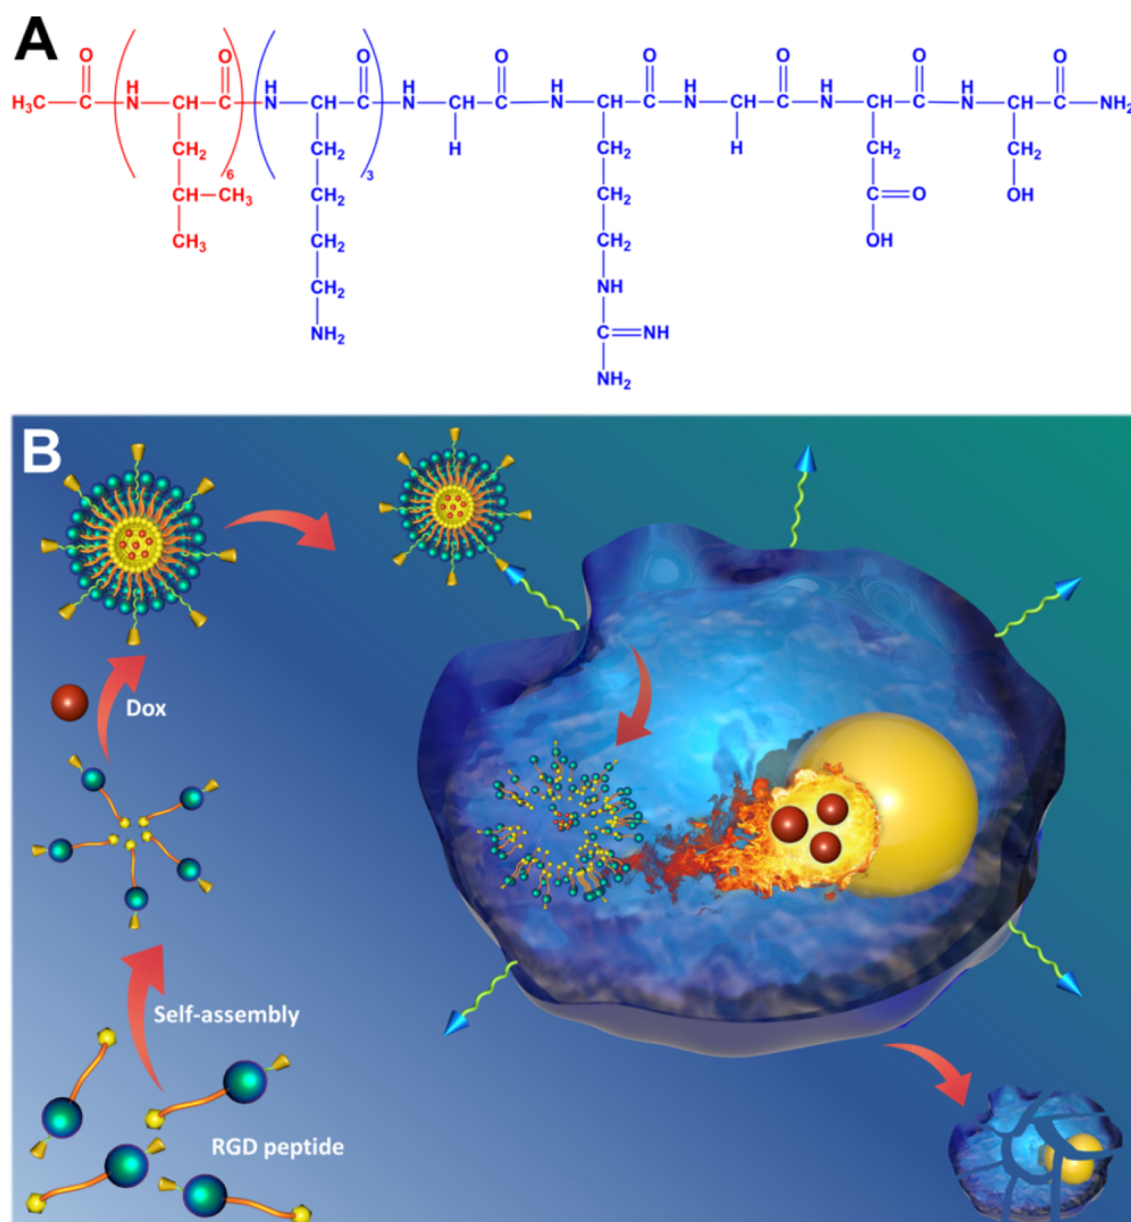 A
O O O O O O O O O
H H H H H H H H
H₃C C N CH C N CH C N CH C N CH C N CH C N CH C N CH C NH₂
CH₂ 6 CH₂ 3 H CH₂ H CH₂ CH₂
CH CH₃ CH₂ CH₂ C O OH
CH₃ CH₂ CH₂ OH
CH₂ NH
NH₂ C NH
NH₂
B
Dox
Self-assembly
RGD peptide